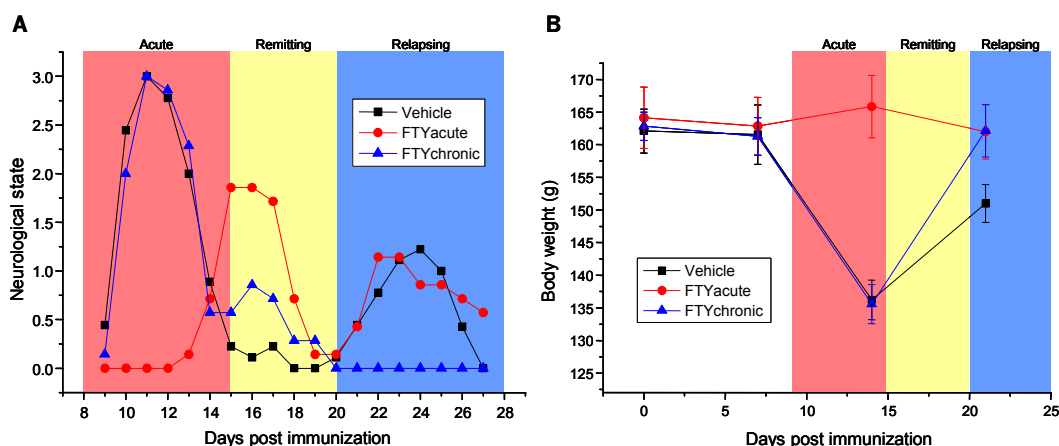 A
Acute Remitting Relapsing
3.0
2.5
2.0
1.5
1.0
0.5
0.0
Neurological state
Vehicle
FTYacute
FTYchronic
8 10 12 14 16 18 20 22 24 26 28
Days post immunization
B
Acute Remitting Relapsing
170
165
160
155
150
145
140
135
130
125
Body weight (g)
Vehicle
FTYacute
FTYchronic
0 5 10 15 20 25
Days post immunization